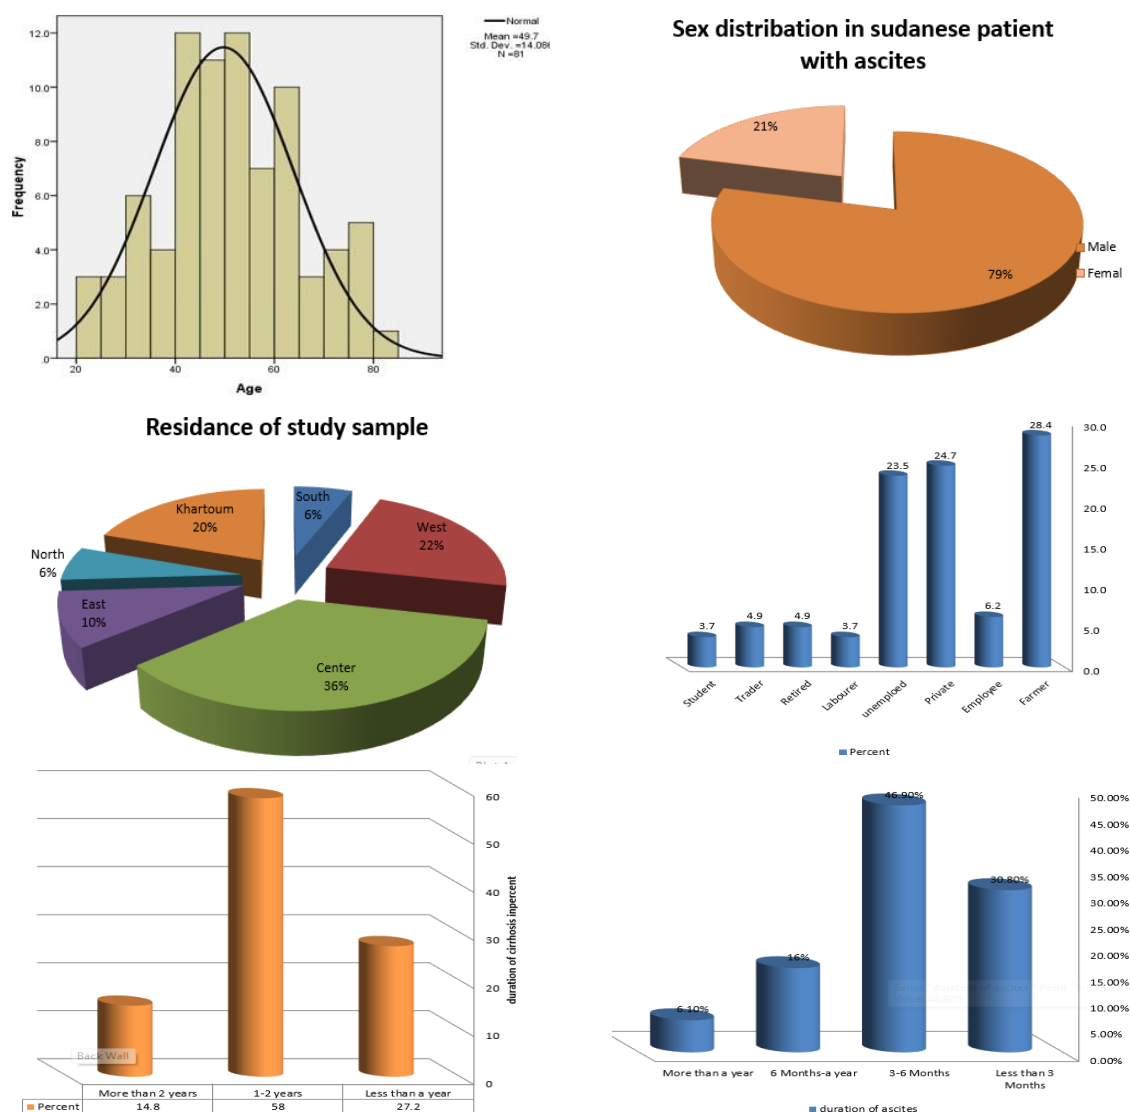 Normal
Mean =49.7
Std. Dev. =14.086
N =81
12.0
10.0
8.0
6.0
4.0
2.0
.0
Frequency
20
40
60
80
Age
Sex distribation in sudanese patient
with ascites
21%
79%
Male
Femal
Residance of study sample
South
6%
West
22%
Center
36%
East
10%
North
6%
Khartoum
20%
30.0
25.0
20.0
15.0
10.0
5.0
0.0
3.7
4.9
4.9
3.7
23.5
24.7
6.2
28.4
Student
Trader
Retired
Labourer
unemploed
Private
Employee
Farmer
Percent
60
50
40
30
20
10
0
duration of cirrhosis inpercent
Back Wall
More than 2 years 1-2 years Less than a year
Percent 14.8 58 27.2
50.00%
45.00%
40.00%
35.00%
30.00%
25.00%
20.00%
15.00%
10.00%
5.00%
0.00%
6.10%
16%
46.90%
30.80%
More than a year
6 Months-a year
3-6 Months
Less than 3
Months
duration of ascites